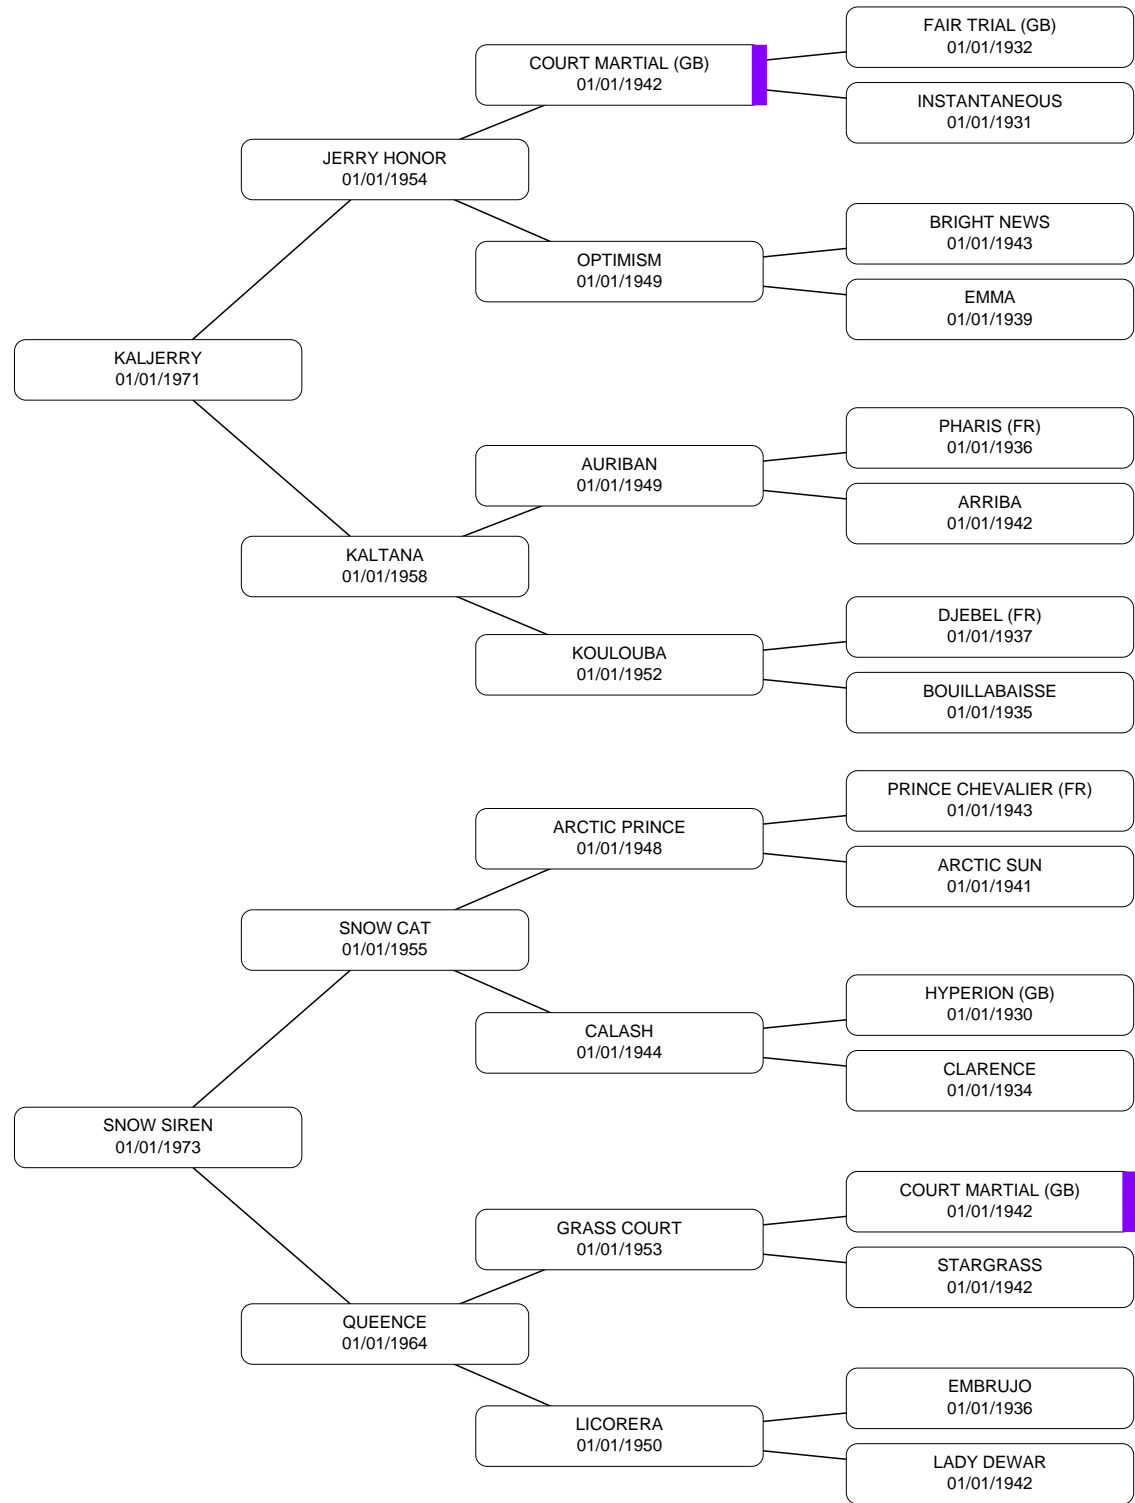 FAIR TRIAL (GB)
01/01/1932
COURT MARTIAL (GB)
01/01/1942
INSTANTANEOUS
01/01/1931
JERRY HONOR
01/01/1954
BRIGHT NEWS
01/01/1943
OPTIMISM
01/01/1949
EMMA
01/01/1939
KALJERRY
01/01/1971
PHARIS (FR)
01/01/1936
AURIBAN
01/01/1949
ARRIBA
01/01/1942
KALTANA
01/01/1958
DJEBEL (FR)
01/01/1937
KOULOUBA
01/01/1952
BOUILLABAISSE
01/01/1935
PRINCE CHEVALIER (FR)
01/01/1943
ARCTIC PRINCE
01/01/1948
ARCTIC SUN
01/01/1941
SNOW CAT
01/01/1955
HYPERION (GB)
01/01/1930
CALASH
01/01/1944
CLARENCE
01/01/1934
SNOW SIREN
01/01/1973
COURT MARTIAL (GB)
01/01/1942
GRASS COURT
01/01/1953
STARGRASS
01/01/1942
QUEENCE
01/01/1964
EMBRUJO
01/01/1936
LICORERA
01/01/1950
LADY DEWAR
01/01/1942